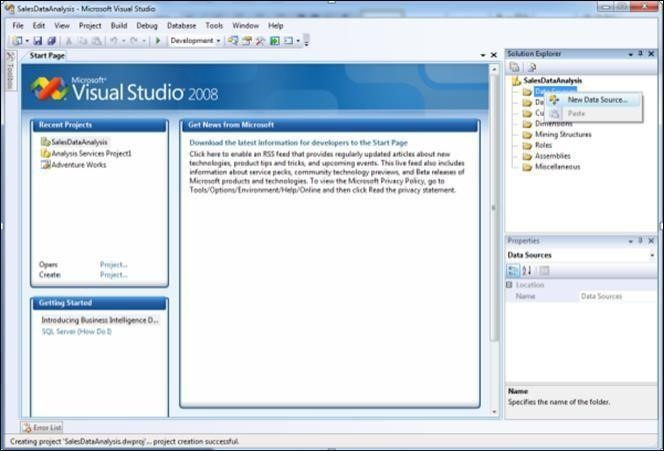 SalesDataAnalysis - Microsoft Visual Studio
File Edit View Project Build Debug Database Tools Window Help
Development
Toolbox
Start Page
Microsoft
Visual Studio 2008
Recent Projects
SalesDataAnalysis
Analysis Services Project1
Adventure Works
Open: Project...
Create: Project...
Getting Started
Introducing Business Intelligence D...
SQL Server (How Do I)
Get News from Microsoft
Download the latest information for developers to the Start Page
Click here to enable an RSS feed that provides regularly updated articles about new
technologies, product tips and tricks, and upcoming events. This live feed also includes
information about service packs, community technology previews, and Beta releases of
Microsoft products and technologies. To view the Microsoft Privacy Policy, go to
Tools/Options/Environment/Help/Online and then click Read the privacy statement.
Solution Explorer
SalesDataAnalysis
Data Sources
New Data Source...
Paste
Da
Cu
Dimensions
Mining Structures
Roles
Assemblies
Miscellaneous
Properties
Data Sources
Location
Name Data Sources
Name
Specifies the name of the folder.
Error List
Creating project 'SalesDataAnalysis.dwproj'... project creation successful.